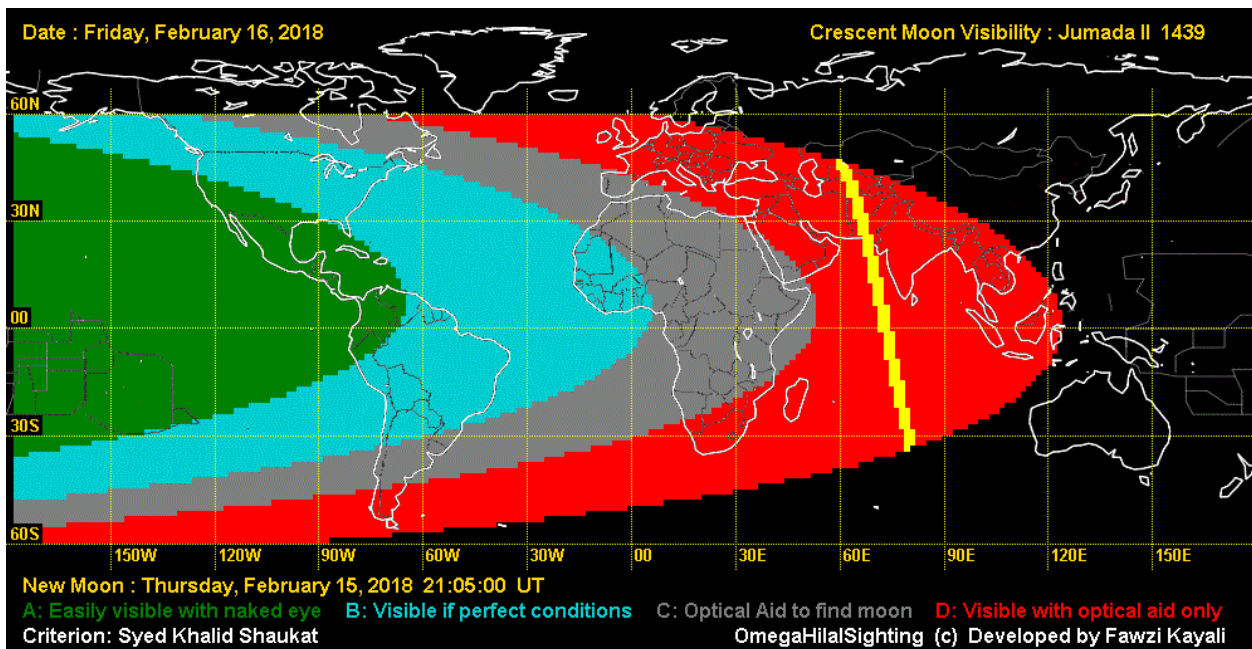 Date : Friday, February 16, 2018
Crescent Moon Visibility : Jumada II 1439
60N
30N
00
30S
60S
150W 120W 90W 60W 30W 00 30E 60E 90E 120E 150E
New Moon : Thursday, February 15, 2018 21:05:00 UT
A: Easily visible with naked eye B: Visible if perfect conditions C: Optical Aid to find moon D: Visible with optical aid only
Criterion: Syed Khalid Shaukat OmegaHilalSighting (c) Developed by Fawzi Kayali